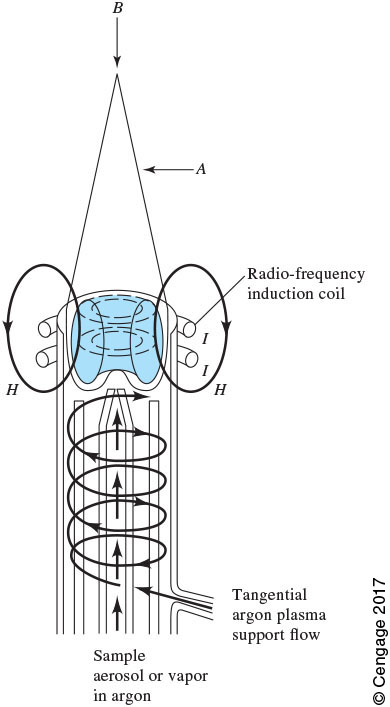 B
A
Radio-frequency
induction coil
I
I
H
H
Tangential
argon plasma
support flow
Sample
aerosol or vapor
in argon
© Cengage 2017